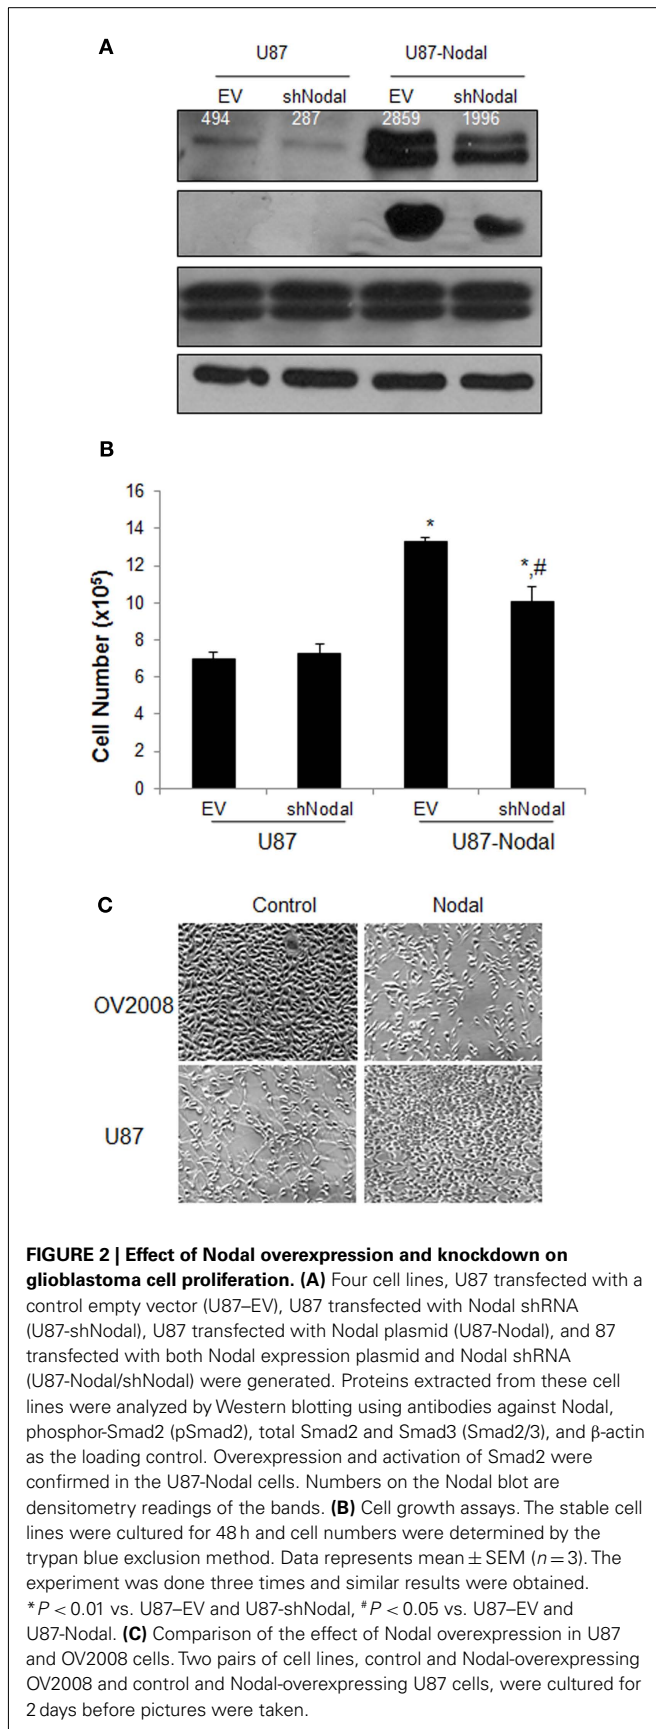 A
U87
U87-Nodal
EV
shNodal
EV
shNodal
494
287
2859
1996
B
Cell Number (x10⁵)
16
14
12
10
8
6
4
2
0
*
*,#
EV
shNodal
EV
shNodal
U87
U87-Nodal
C
Control
Nodal
OV2008
U87
FIGURE 2 | Effect of Nodal overexpression and knockdown on
glioblastoma cell proliferation. (A) Four cell lines, U87 transfected with a
control empty vector (U87–EV), U87 transfected with Nodal shRNA
(U87-shNodal), U87 transfected with Nodal plasmid (U87-Nodal), and 87
transfected with both Nodal expression plasmid and Nodal shRNA
(U87-Nodal/shNodal) were generated. Proteins extracted from these cell
lines were analyzed by Western blotting using antibodies against Nodal,
phosphor-Smad2 (pSmad2), total Smad2 and Smad3 (Smad2/3), and β-actin
as the loading control. Overexpression and activation of Smad2 were
confirmed in the U87-Nodal cells. Numbers on the Nodal blot are
densitometry readings of the bands. (B) Cell growth assays. The stable cell
lines were cultured for 48 h and cell numbers were determined by the
trypan blue exclusion method. Data represents mean ± SEM (n = 3). The
experiment was done three times and similar results were obtained.
*P < 0.01 vs. U87–EV and U87-shNodal, #P < 0.05 vs. U87–EV and
U87-Nodal. (C) Comparison of the effect of Nodal overexpression in U87
and OV2008 cells. Two pairs of cell lines, control and Nodal-overexpressing
OV2008 and control and Nodal-overexpressing U87 cells, were cultured for
2 days before pictures were taken.